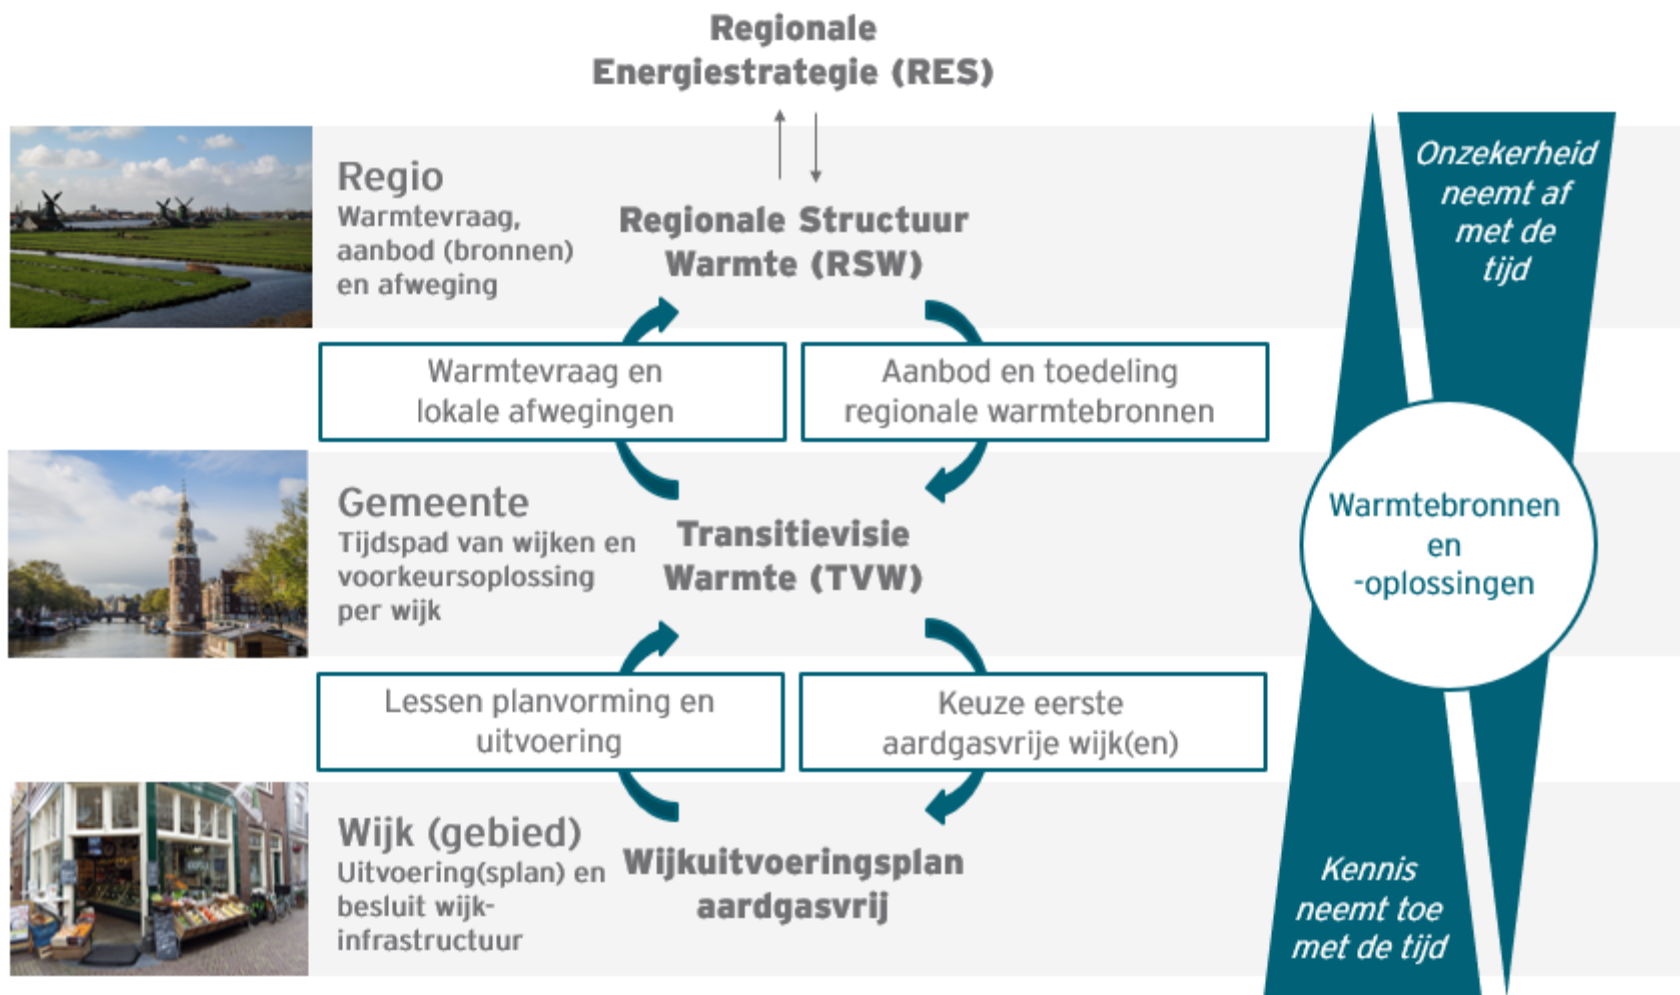 Regionale
Energiestrategie (RES)
Regio
Warmtevraag,
aanbod (bronnen)
en afweging
Regionale Structuur
Warmte (RSW)
Onzekerheid
neemt af
met de
tijd
Warmtevraag en
lokale afwegingen
Aanbod en toedeling
regionale warmtebronnen
Gemeente
Tijdspad van wijken en
voorkeursoplossing
per wijk
Transitievisie
Warmte (TVW)
Warmtebronnen
en
-oplossingen
Lessen planvorming en
uitvoering
Keuze eerste
aardgasvrije wijk(en)
Wijk (gebied)
Uitvoering(splan) en
besluit wijk-
infrastructuur
Wijkuitvoeringsplan
aardgasvrij
Kennis
neemt toe
met de tijd